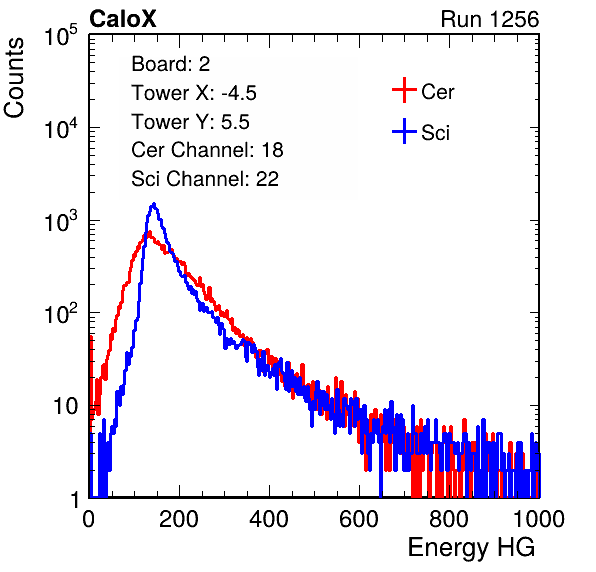 CaloX Run 1256
Counts
10^5
10^4
10^3
10^2
10
1
Board: 2
Tower X: -4.5
Tower Y: 5.5
Cer Channel: 18
Sci Channel: 22
Cer
Sci
0 200 400 600 800 1000
Energy HG